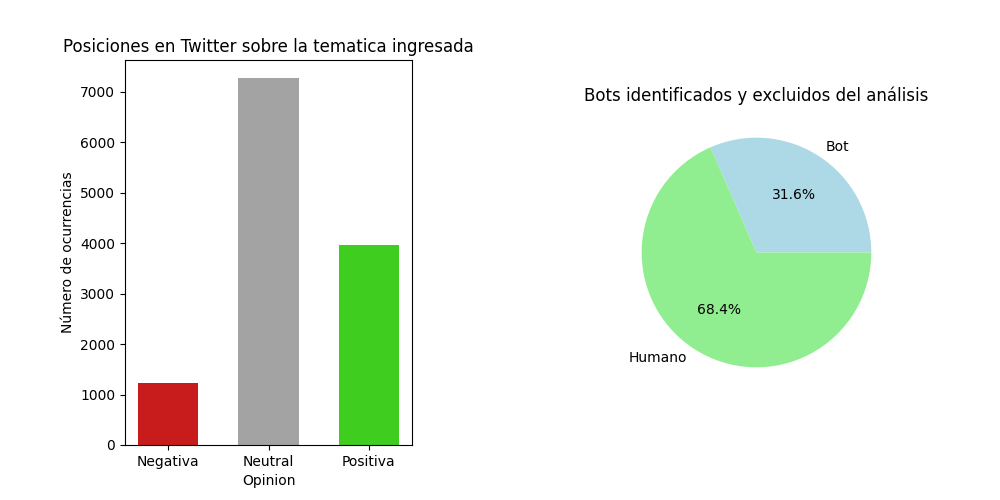 Posiciones en Twitter sobre la tematica ingresada
Número de ocurrencias
7000
6000
5000
4000
3000
2000
1000
0
Negativa
Neutral
Positiva
Opinion
Bots identificados y excluidos del análisis
Bot
31.6%
68.4%
Humano